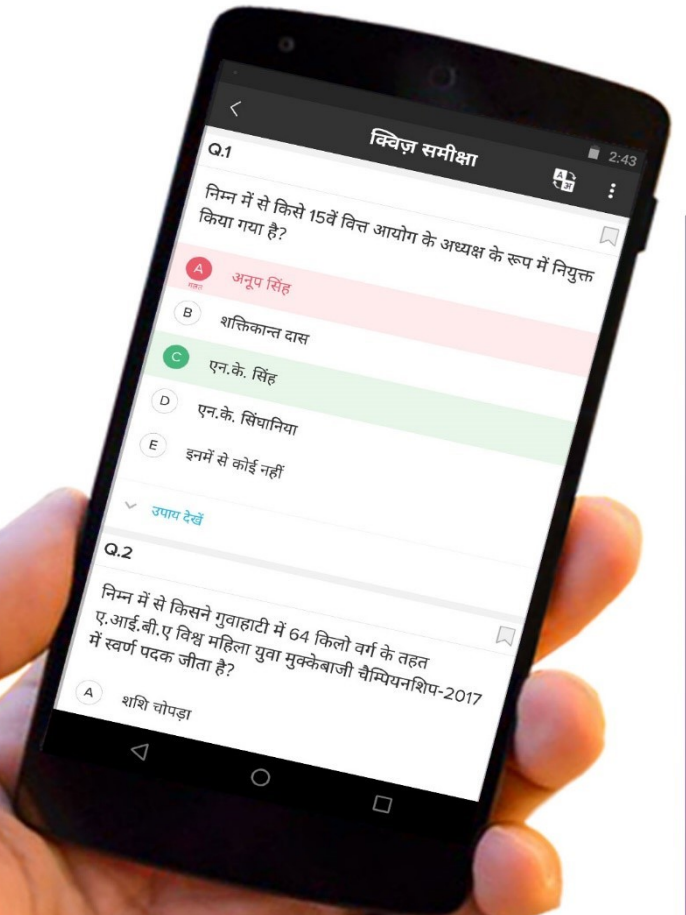 2:43
क्विज़ समीक्षा
Q.1
निम्न में से किसे 15वें वित्त आयोग के अध्यक्ष के रूप में नियुक्त
किया गया है?
A अनूप सिंह
B शक्तिकान्त दास
C एन.के. सिंह
D एन.के. सिंघानिया
E इनमें से कोई नहीं
उपाय देखें
Q.2
निम्न में से किसने गुवाहाटी में 64 किलो वर्ग के तहत
ए.आई.बी.ए विश्व महिला युवा मुक्केबाजी चैम्पियनशिप-2017
में स्वर्ण पदक जीता है?
A शशि चोपड़ा